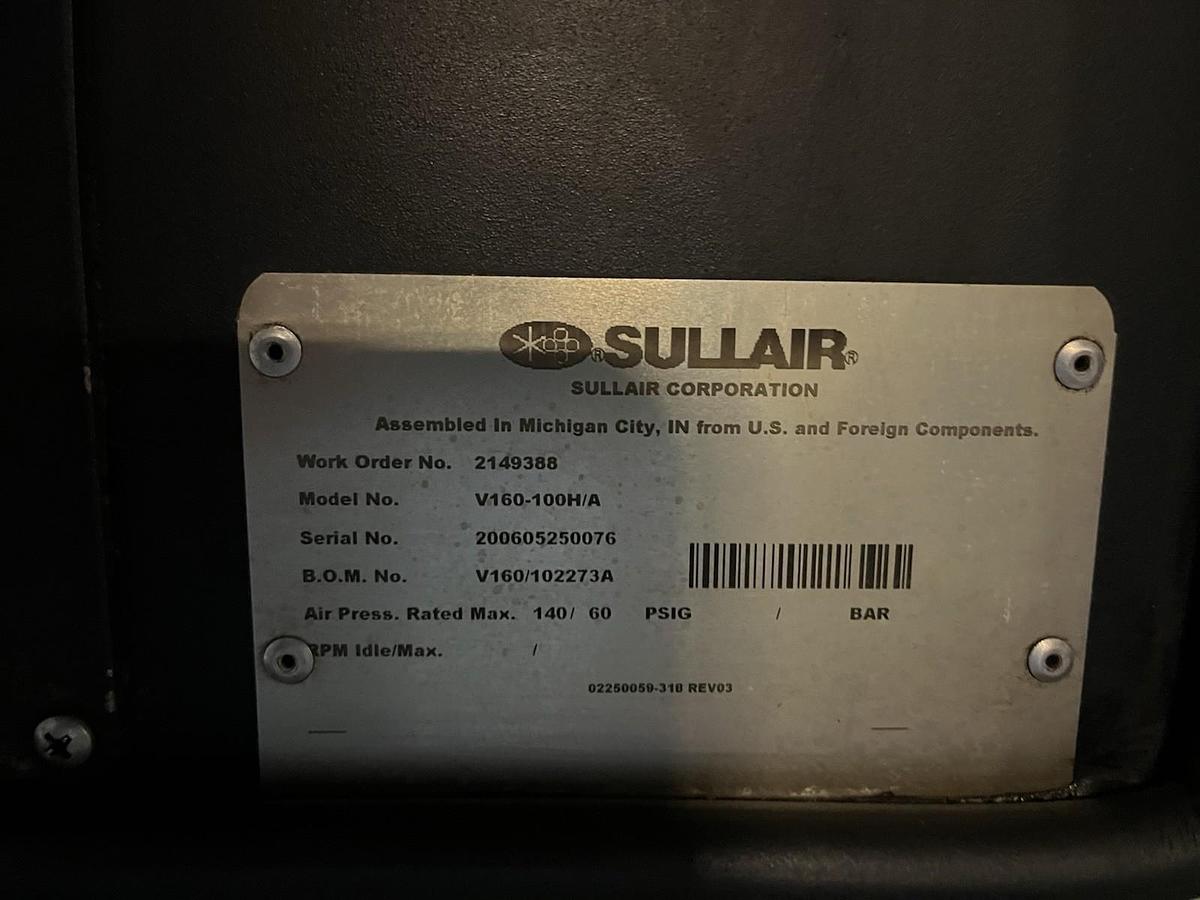 ® SULLAIR®
SULLAIR CORPORATION
Assembled In Michigan City, IN from U.S. and Foreign Components.
Work Order No. 2149388
Model No. V160-100H/A
Serial No. 200605250076
B.O.M. No. V160/102273A
Air Press. Rated Max. 140/ 60 PSIG / BAR
RPM Idle/Max. /
02250059-318 REV03